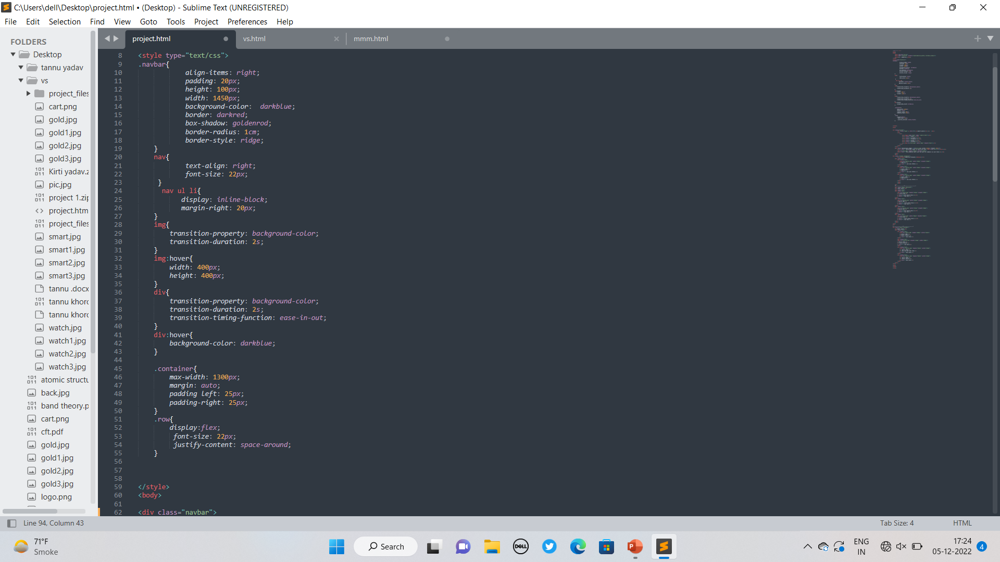 C:\Users\dell\Desktop\project.html • (Desktop) - Sublime Text (UNREGISTERED)
File Edit Selection Find View Goto Tools Project Preferences Help
FOLDERS
Desktop
tannu yadav
vs
project_files
cart.png
gold.jpg
gold1.jpg
gold2.jpg
gold3.jpg
Kirti yadav.z
pic.jpg
project 1.zip
project.htm
project_files
smart.jpg
smart1.jpg
smart2.jpg
smart3.jpg
tannu .docx
tannu khoro
tannu khoro
watch.jpg
watch1.jpg
watch2.jpg
watch3.jpg
atomic structu
back.jpg
band theory.p
cart.png
cft.pdf
gold.jpg
gold1.jpg
gold2.jpg
gold3.jpg
logo.png
project.html vs.html mmm.html
8 <style type="text/css">
9 .navbar{
10 align-items: right;
11 padding: 20px;
12 height: 100px;
13 width: 1450px;
14 background-color:  darkblue;
15 border: darkred;
16 box-shadow: goldenrod;
17 border-radius: 1cm;
18 border-style: ridge;
19 }
20 nav{
21 text-align: right;
22 font-size: 22px;
23 }
24 nav ul li{
25 display: inline-block;
26 margin-right: 20px;
27 }
28 img{
29 transition-property: background-color;
30 transition-duration: 2s;
31 }
32 img:hover{
33 width: 400px;
34 height: 400px;
35 }
36 div{
37 transition-property: background-color;
38 transition-duration: 2s;
39 transition-timing-function: ease-in-out;
40 }
41 div:hover{
42 background-color: darkblue;
43 }
44
45 .container{
46 max-width: 1300px;
47 margin: auto;
48 padding left: 25px;
49 padding-right: 25px;
50 }
51 .row{
52 display:flex;
53 font-size: 22px;
54 justify-content: space-around;
55 }
56
57
58
59 </style>
60 <body>
61
62 <div class="navbar">
Line 94, Column 43 Tab Size: 4 HTML
71°F
Smoke
Search
DELL
ENG
IN
17:24
05-12-2022
4